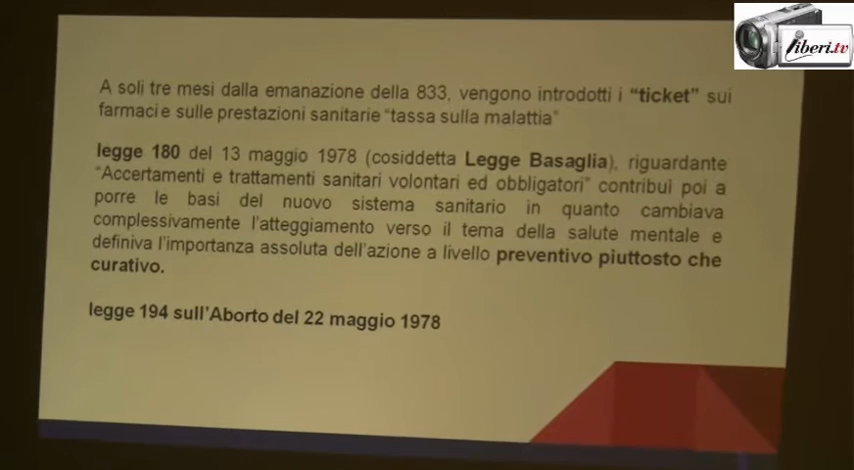 liberi.tv
A soli tre mesi dalla emanazione della 833, vengono introdotti i “ticket” sui
farmaci e sulle prestazioni sanitarie “tassa sulla malattia”
legge 180 del 13 maggio 1978 (cosiddetta Legge Basaglia), riguardante
“Accertamenti e trattamenti sanitari volontari ed obbligatori” contribuì poi a
porre le basi del nuovo sistema sanitario in quanto cambiava
complessivamente l’atteggiamento verso il tema della salute mentale e
definiva l’importanza assoluta dell’azione a livello preventivo piuttosto che
curativo.
legge 194 sull’Aborto del 22 maggio 1978